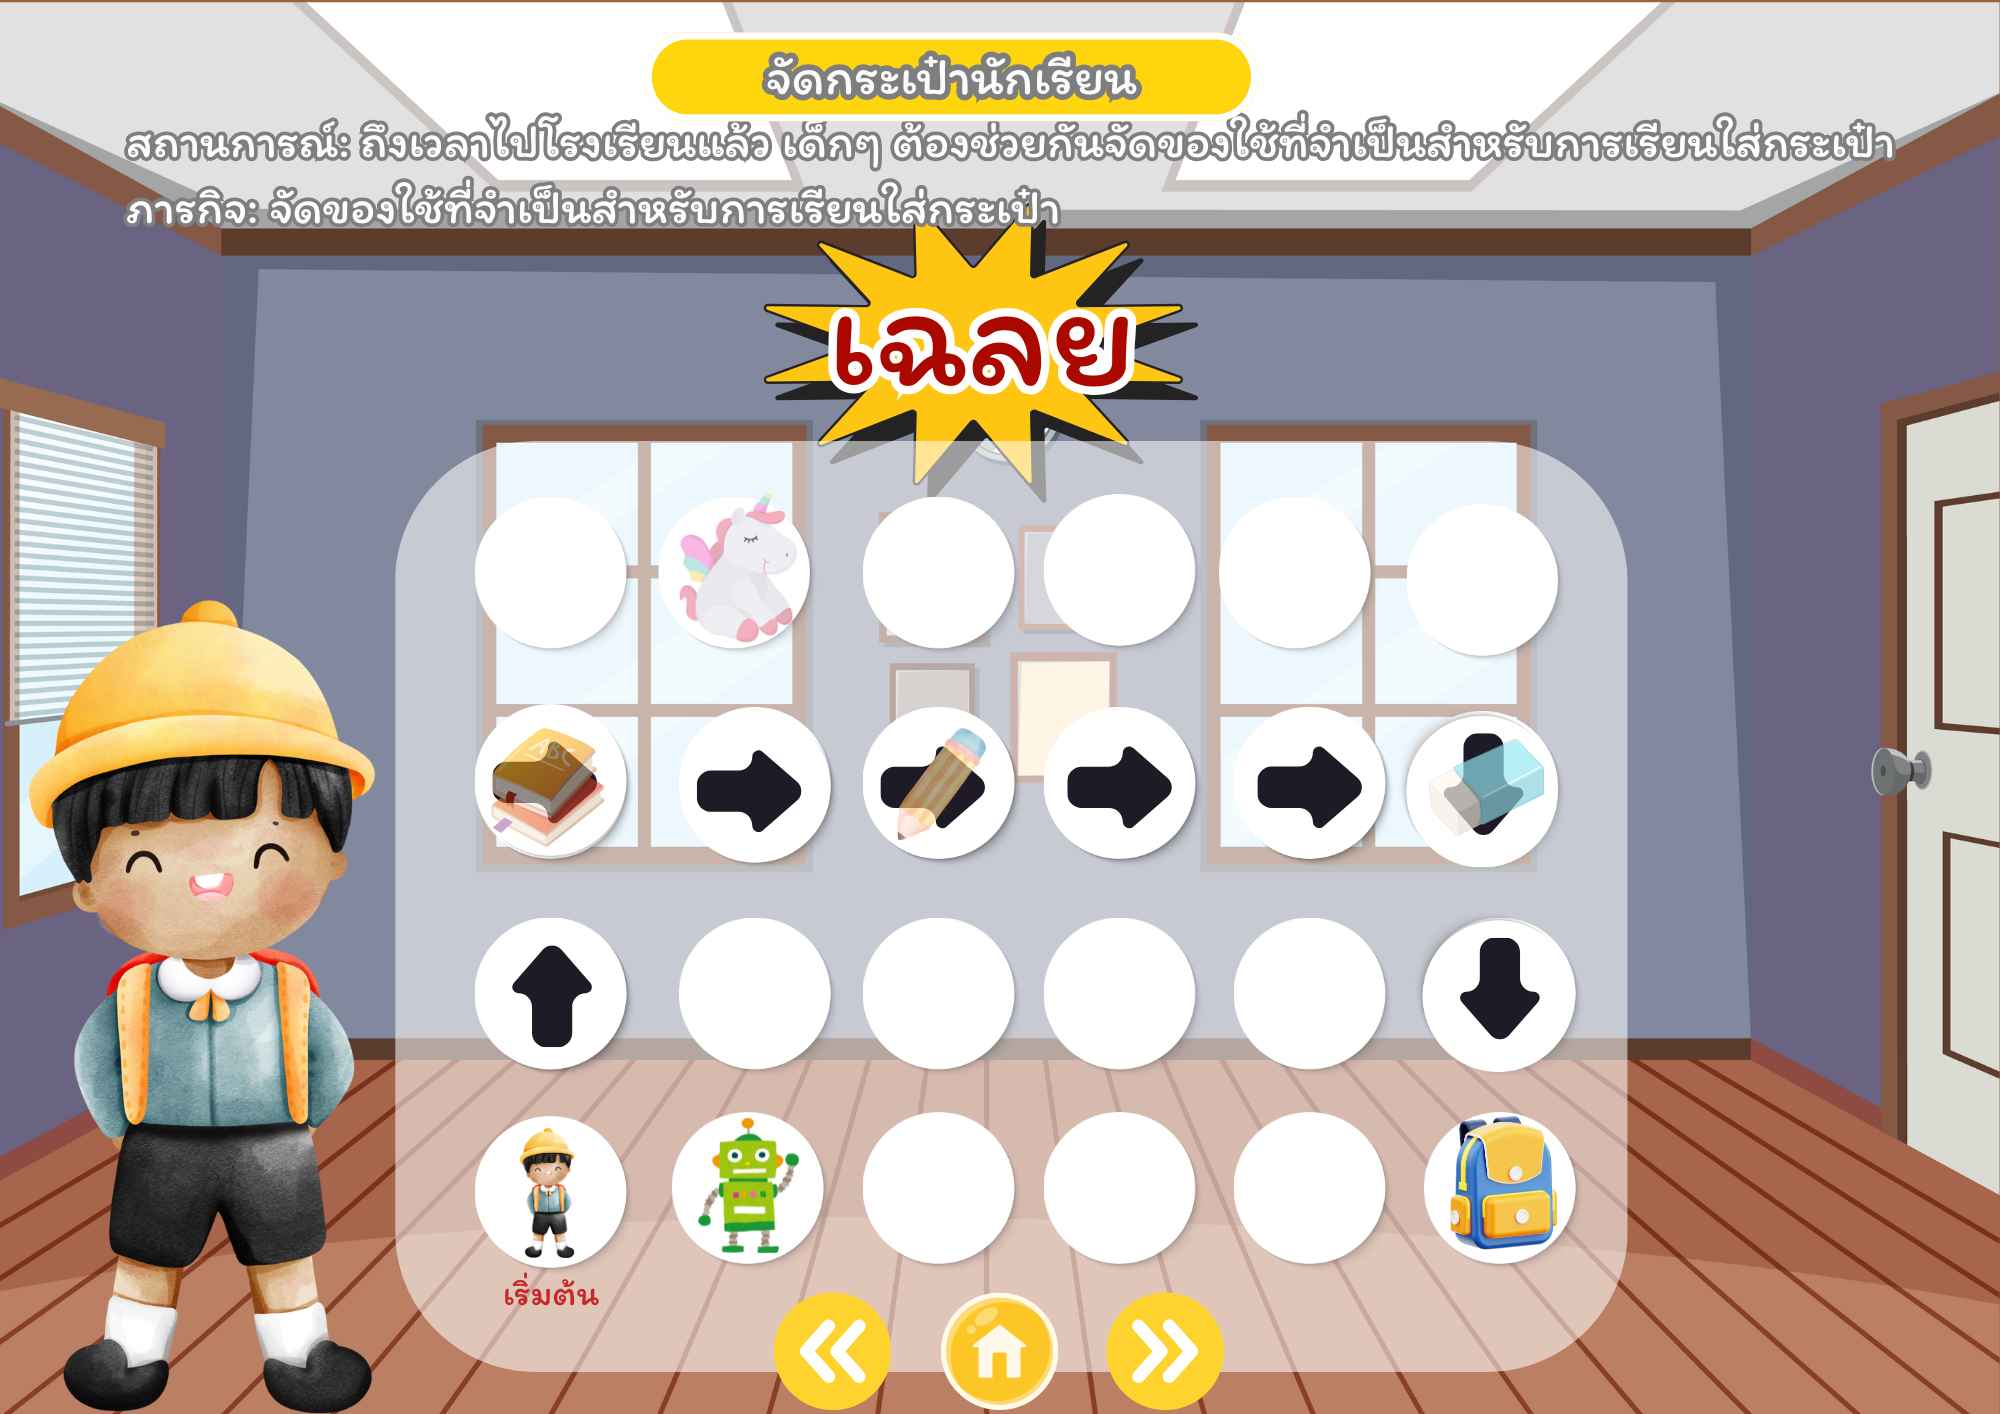 จัดกระเป๋านักเรียน
สถานการณ์: ถึงเวลาไปโรงเรียนแล้ว เด็กๆ ต้องช่วยกันจัดของใช้ที่จำเป็นสำหรับการเรียนใส่กระเป๋า
ภารกิจ: จัดของใช้ที่จำเป็นสำหรับการเรียนใส่กระเป๋า
เฉลย
ABC
เริ่มต้น